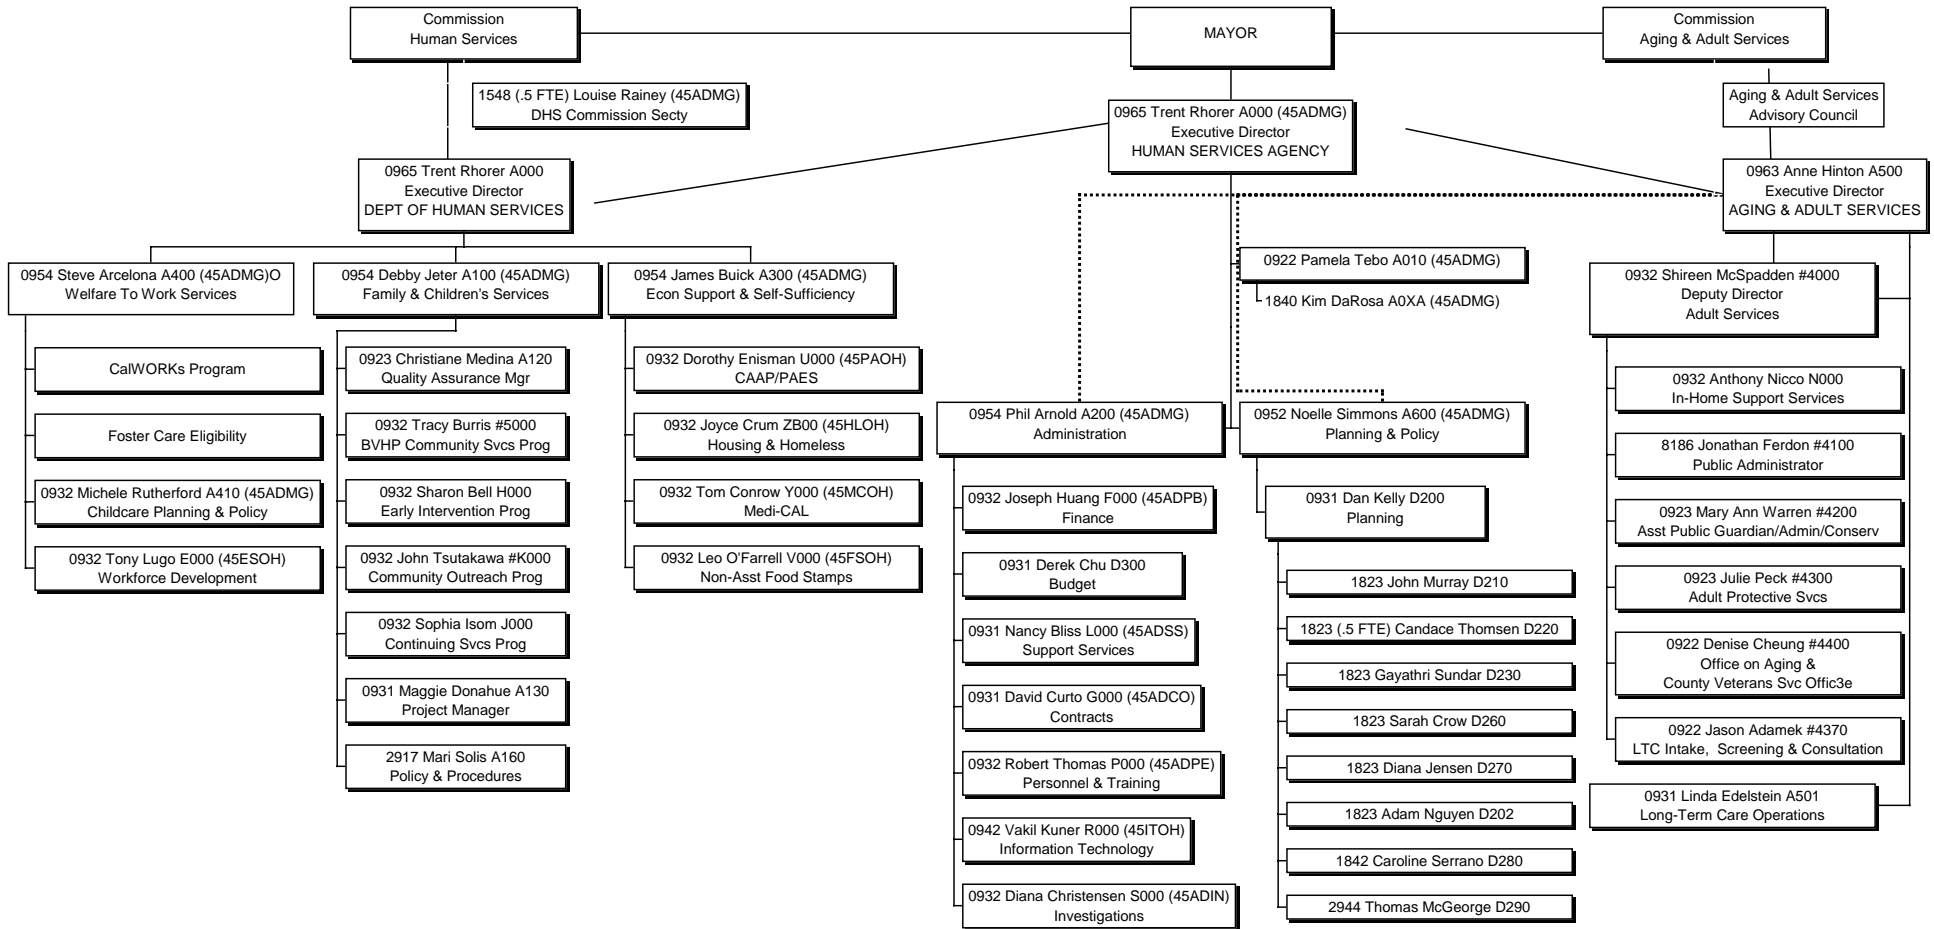 Commission
Human Services
MAYOR
Commission
Aging & Adult Services
1548 (.5 FTE) Louise Rainey (45ADMG)
DHS Commission Secty
Aging & Adult Services
Advisory Council
0965 Trent Rhorer A000 (45ADMG)
Executive Director
HUMAN SERVICES AGENCY
0965 Trent Rhorer A000
Executive Director
DEPT OF HUMAN SERVICES
0963 Anne Hinton A500
Executive Director
AGING & ADULT SERVICES
0954 Steve Arcelona A400 (45ADMG)O
Welfare To Work Services
CalWORKs Program
Foster Care Eligibility
0932 Michele Rutherford A410 (45ADMG)
Childcare Planning & Policy
0932 Tony Lugo E000 (45ESOH)
Workforce Development
0954 Debby Jeter A100 (45ADMG)
Family & Children's Services
0923 Christiane Medina A120
Quality Assurance Mgr
0932 Tracy Burris #5000
BVHP Community Svcs Prog
0932 Sharon Bell H000
Early Intervention Prog
0932 John Tsutakawa #K000
Community Outreach Prog
0932 Sophia Isom J000
Continuing Svcs Prog
0931 Maggie Donahue A130
Project Manager
2917 Mari Solis A160
Policy & Procedures
0954 James Buick A300 (45ADMG)
Econ Support & Self-Sufficiency
0932 Dorothy Enisman U000 (45PAOH)
CAAP/PAES
0932 Joyce Crum ZB00 (45HLOH)
Housing & Homeless
0932 Tom Conrow Y000 (45MCOH)
Medi-CAL
0932 Leo O'Farrell V000 (45FSOH)
Non-Asst Food Stamps
0922 Pamela Tebo A010 (45ADMG)
1840 Kim DaRosa A0XA (45ADMG)
0954 Phil Arnold A200 (45ADMG)
Administration
0932 Joseph Huang F000 (45ADPB)
Finance
0931 Derek Chu D300
Budget
0931 Nancy Bliss L000 (45ADSS)
Support Services
0931 David Curto G000 (45ADCO)
Contracts
0932 Robert Thomas P000 (45ADPE)
Personnel & Training
0942 Vakil Kuner R000 (45ITOH)
Information Technology
0932 Diana Christensen S000 (45ADIN)
Investigations
0952 Noelle Simmons A600 (45ADMG)
Planning & Policy
0931 Dan Kelly D200
Planning
1823 John Murray D210
1823 (.5 FTE) Candace Thomsen D220
1823 Gayathri Sundar D230
1823 Sarah Crow D260
1823 Diana Jensen D270
1823 Adam Nguyen D202
1842 Caroline Serrano D280
2944 Thomas McGeorge D290
0932 Shireen McSpadden #4000
Deputy Director
Adult Services
0932 Anthony Nicco N000
In-Home Support Services
8186 Jonathan Ferdon #4100
Public Administrator
0923 Mary Ann Warren #4200
Asst Public Guardian/Admin/Conserv
0923 Julie Peck #4300
Adult Protective Svcs
0922 Denise Cheung #4400
Office on Aging &
County Veterans Svc Offic3e
0922 Jason Adamek #4370
LTC Intake, Screening & Consultation
0931 Linda Edelstein A501
Long-Term Care Operations